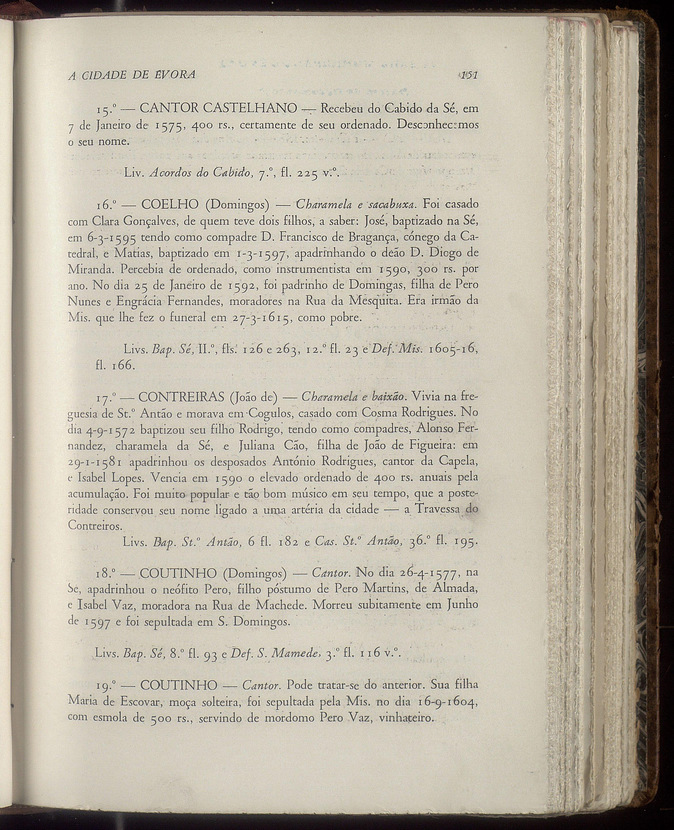 A CIDADE DE ÉVORA 151
15.º — CANTOR CASTELHANO — Recebeu do Cabido da Sé, em
7 de Janeiro de 1575, 400 rs., certamente de seu ordenado. Desconhecemos
o seu nome.
Liv. Acordos do Cabido, 7.º, fl. 225 v.º.
16.º — COELHO (Domingos) — Charamela e sacabuxa. Foi casado
com Clara Gonçalves, de quem teve dois filhos, a saber: José, baptizado na Sé,
em 6-3-1595 tendo como compadre D. Francisco de Bragança, cónego da Ca-
tedral, e Matias, baptizado em 1-3-1597, apadrinhando o deão D. Diogo de
Miranda. Percebia de ordenado, como instrumentista em 1590, 300 rs. por
ano. No dia 25 de Janeiro de 1592, foi padrinho de Domingas, filha de Pero
Nunes e Engrácia Fernandes, moradores na Rua da Mesquita. Era irmão da
Mis. que lhe fez o funeral em 27-3-1615, como pobre.
Livs. Bap. Sé, II.º, fls. 126 e 263, 12.º fl. 23 e Def. Mis. 1605-16,
fl. 166.
17.º — CONTREIRAS (João de) — Charamela e baixão. Vivia na fre-
guesia de St.º Antão e morava em Cogulos, casado com Cosma Rodrigues. No
dia 4-9-1572 baptizou seu filho Rodrigo, tendo como compadres, Alonso Fer-
nandez, charamela da Sé, e Juliana Cão, filha de João de Figueira: em
29-1-1581 apadrinhou os desposados António Rodrigues, cantor da Capela,
e Isabel Lopes. Vencia em 1590 o elevado ordenado de 400 rs. anuais pela
acumulação. Foi muito popular e tão bom músico em seu tempo, que a poste-
ridade conservou seu nome ligado a uma artéria da cidade — a Travessa do
Contreiros.
Livs. Bap. St.º Antão, 6 fl. 182 e Cas. St.º Antão, 36.º fl. 195.
18.º — COUTINHO (Domingos) — Cantor. No dia 26-4-1577, na
Se, apadrinhou o neófito Pero, filho póstumo de Pero Martins, de Almada,
e Isabel Vaz, moradora na Rua de Machede. Morreu subitamente em Junho
de 1597 e foi sepultada em S. Domingos.
Livs. Bap. Sé, 8.º fl. 93 e Def. S. Mamede, 3.º fl. 116 v.º.
19.º — COUTINHO — Cantor. Pode tratar-se do anterior. Sua filha
Maria de Escovar, moça solteira, foi sepultada pela Mis. no dia 16-9-1604,
com esmola de 500 rs., servindo de mordomo Pero Vaz, vinhateiro.